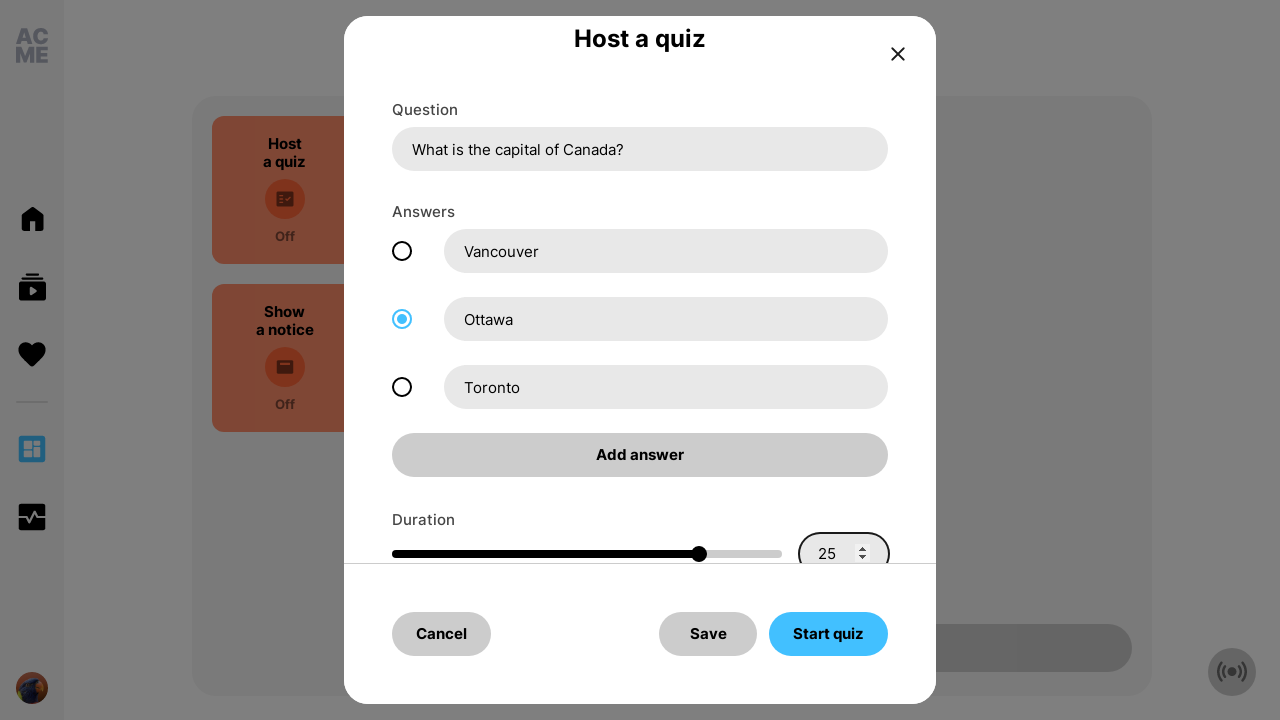 AC
ME
Host
a quiz
Off
Show
a notice
Off
Host a quiz
Question
What is the capital of Canada?
Answers
Vancouver
Ottawa
Toronto
Add answer
Duration
25
Cancel
Save
Start quiz